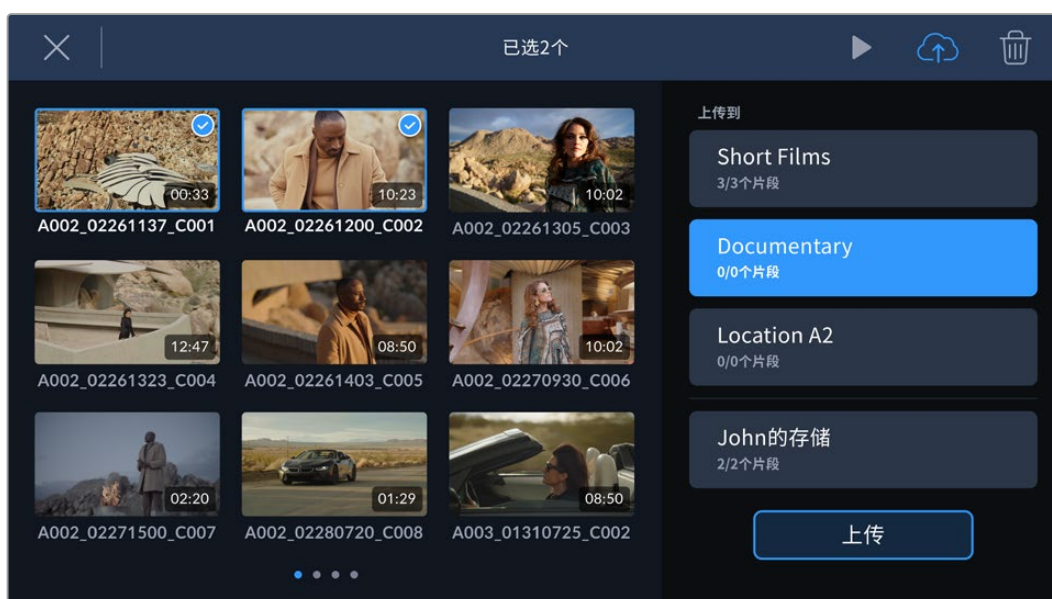 已选2个
00:33
10:23
10:02
A002_02261137_C001
A002_02261200_C002
A002_02261305_C003
12:47
08:50
10:02
A002_02261323_C004
A002_02261403_C005
A002_02270930_C006
02:20
01:29
08:50
A002_02271500_C007
A002_02280720_C008
A003_01310725_C002
上传到
Short Films
3/3个片段
Documentary
0/0个片段
Location A2
0/0个片段
John的存储
2/2个片段
上传